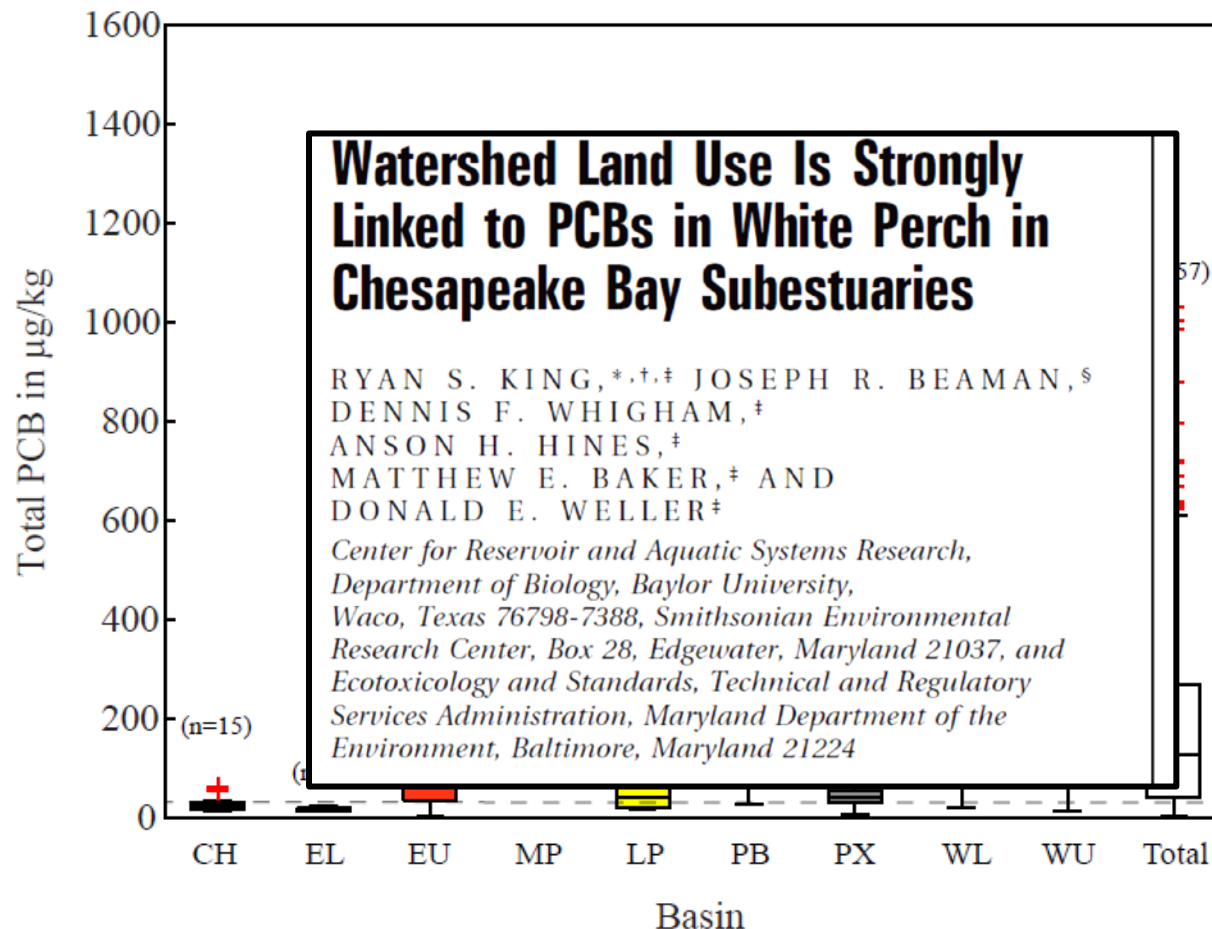 1600
1400
1200
1000
800
600
400
200
0
Total PCB in µg/kg
Watershed Land Use Is Strongly
Linked to PCBs in White Perch in
Chesapeake Bay Subestuaries
RYAN S. KING,*,†,‡ JOSEPH R. BEAMAN,§
DENNIS F. WHIGHAM,‡
ANSON H. HINES,‡
MATTHEW E. BAKER,‡ AND
DONALD E. WELLER‡
Center for Reservoir and Aquatic Systems Research,
Department of Biology, Baylor University,
Waco, Texas 76798-7388, Smithsonian Environmental
Research Center, Box 28, Edgewater, Maryland 21037, and
Ecotoxicology and Standards, Technical and Regulatory
Services Administration, Maryland Department of the
Environment, Baltimore, Maryland 21224
57)
(n=15)
CH EL EU MP LP PB PX WL WU Total
Basin